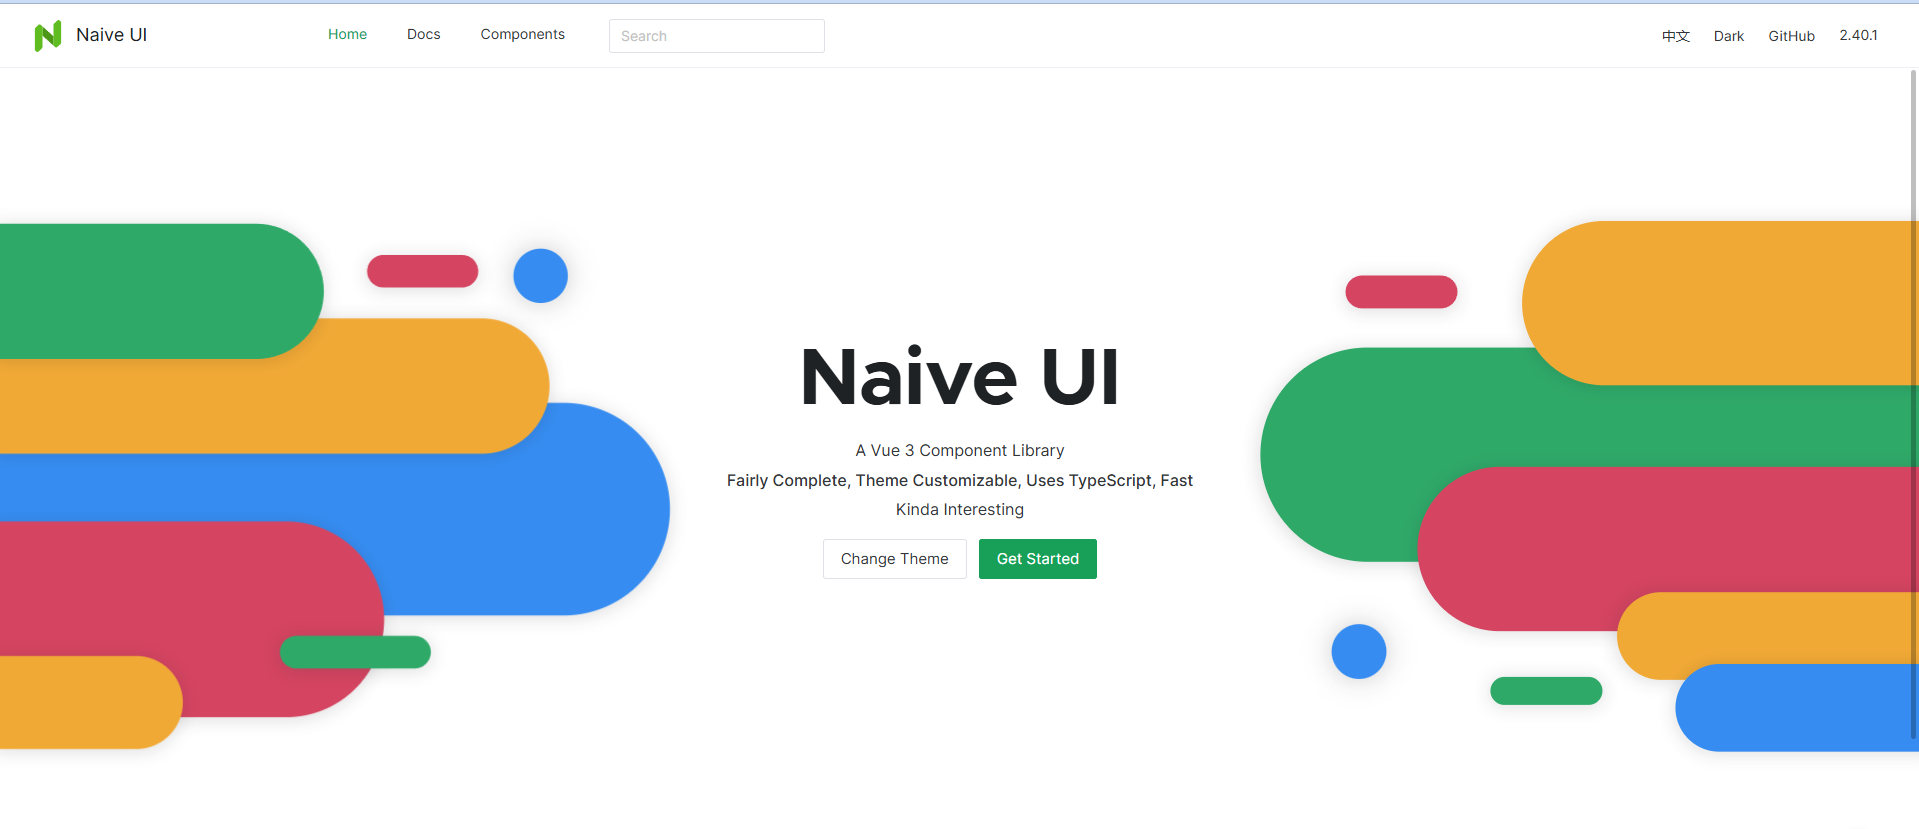 Naive UI
Home Docs Components Search
中文 Dark GitHub 2.40.1
Naive UI
A Vue 3 Component Library
Fairly Complete, Theme Customizable, Uses TypeScript, Fast
Kinda Interesting
Change Theme Get Started